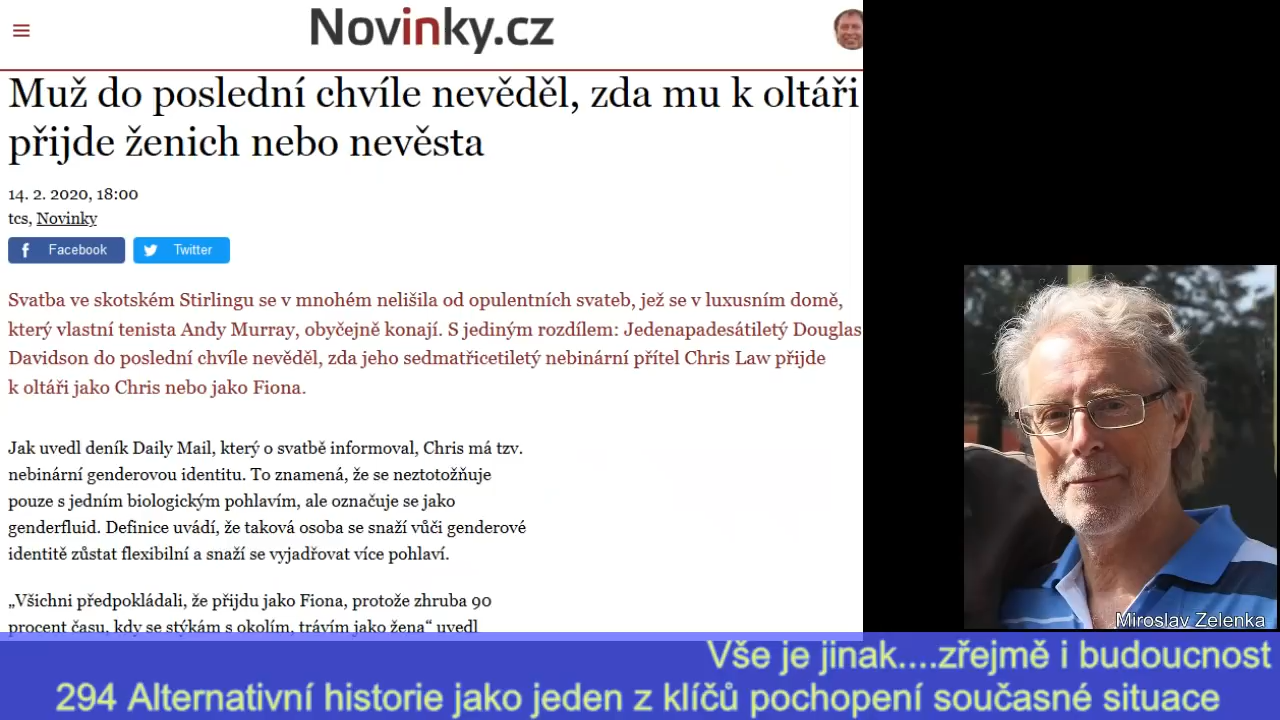 Novinky.cz
Muž do poslední chvíle nevěděl, zda mu k oltáři
přijde ženich nebo nevěsta
14. 2. 2020, 18:00
tcs, Novinky
Facebook
Twitter
Svatba ve skotském Stirlingu se v mnohém nelišila od opulentních svateb, jež se v luxusním domě,
který vlastní tenista Andy Murray, obyčejně konají. S jediným rozdílem: Jedenapadesátiletý Douglas
Davidson do poslední chvíle nevěděl, zda jeho sedmatřicetiletý nebinární přítel Chris Law přijde
k oltáři jako Chris nebo jako Fiona.
Jak uvedl deník Daily Mail, který o svatbě informoval, Chris má tzv.
nebinární genderovou identitu. To znamená, že se neztotožňuje
pouze s jedním biologickým pohlavím, ale označuje se jako
genderfluid. Definice uvádí, že taková osoba se snaží vůči genderové
identitě zůstat flexibilní a snaží se vyjadřovat více pohlaví.
„Všichni předpokládali, že přijdu jako Fiona, protože zhruba 90
procent času, kdy se stýkám s okolím, trávím jako žena“ uvedl
Miroslav Zelenka
Vše je jinak....zřejmě i budoucnost
294 Alternativní historie jako jeden z klíčů pochopení současné situace